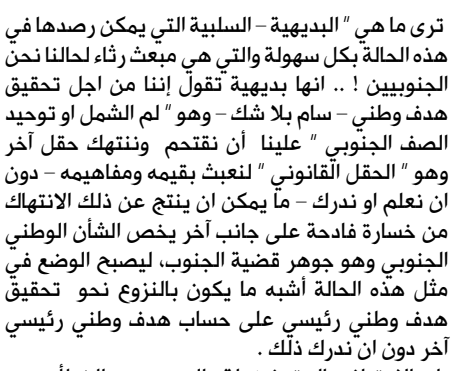 ترى ما هي " البديهية – السلبية التي يمكن رصدها في
هذه الحالة بكل سهولة والتي هي مبعث رثاء لحالنا نحن
الجنوبيين ! .. انها بديهية تقول إننا من اجل تحقيق
هدف وطني – سام بلا شك – وهو " لم الشمل او توحيد
الصف الجنوبي " علينا أن نقتحم وننتهك حقل آخر
وهو " الحقل القانوني " لنعبث بقيمه ومفاهيمه – دون
ان نعلم او ندرك – ما يمكن ان ينتج عن ذلك الانتهاك
من خسارة فادحة على جانب آخر يخص الشأن الوطني
الجنوبي وهو جوهر قضية الجنوب، ليصبح الوضع في
مثل هذه الحالة أشبه ما يكون بالنزوع نحو تحقيق
هدف وطني رئيسي على حساب هدف وطني رئيسي
آخر دون ان ندرك ذلك .